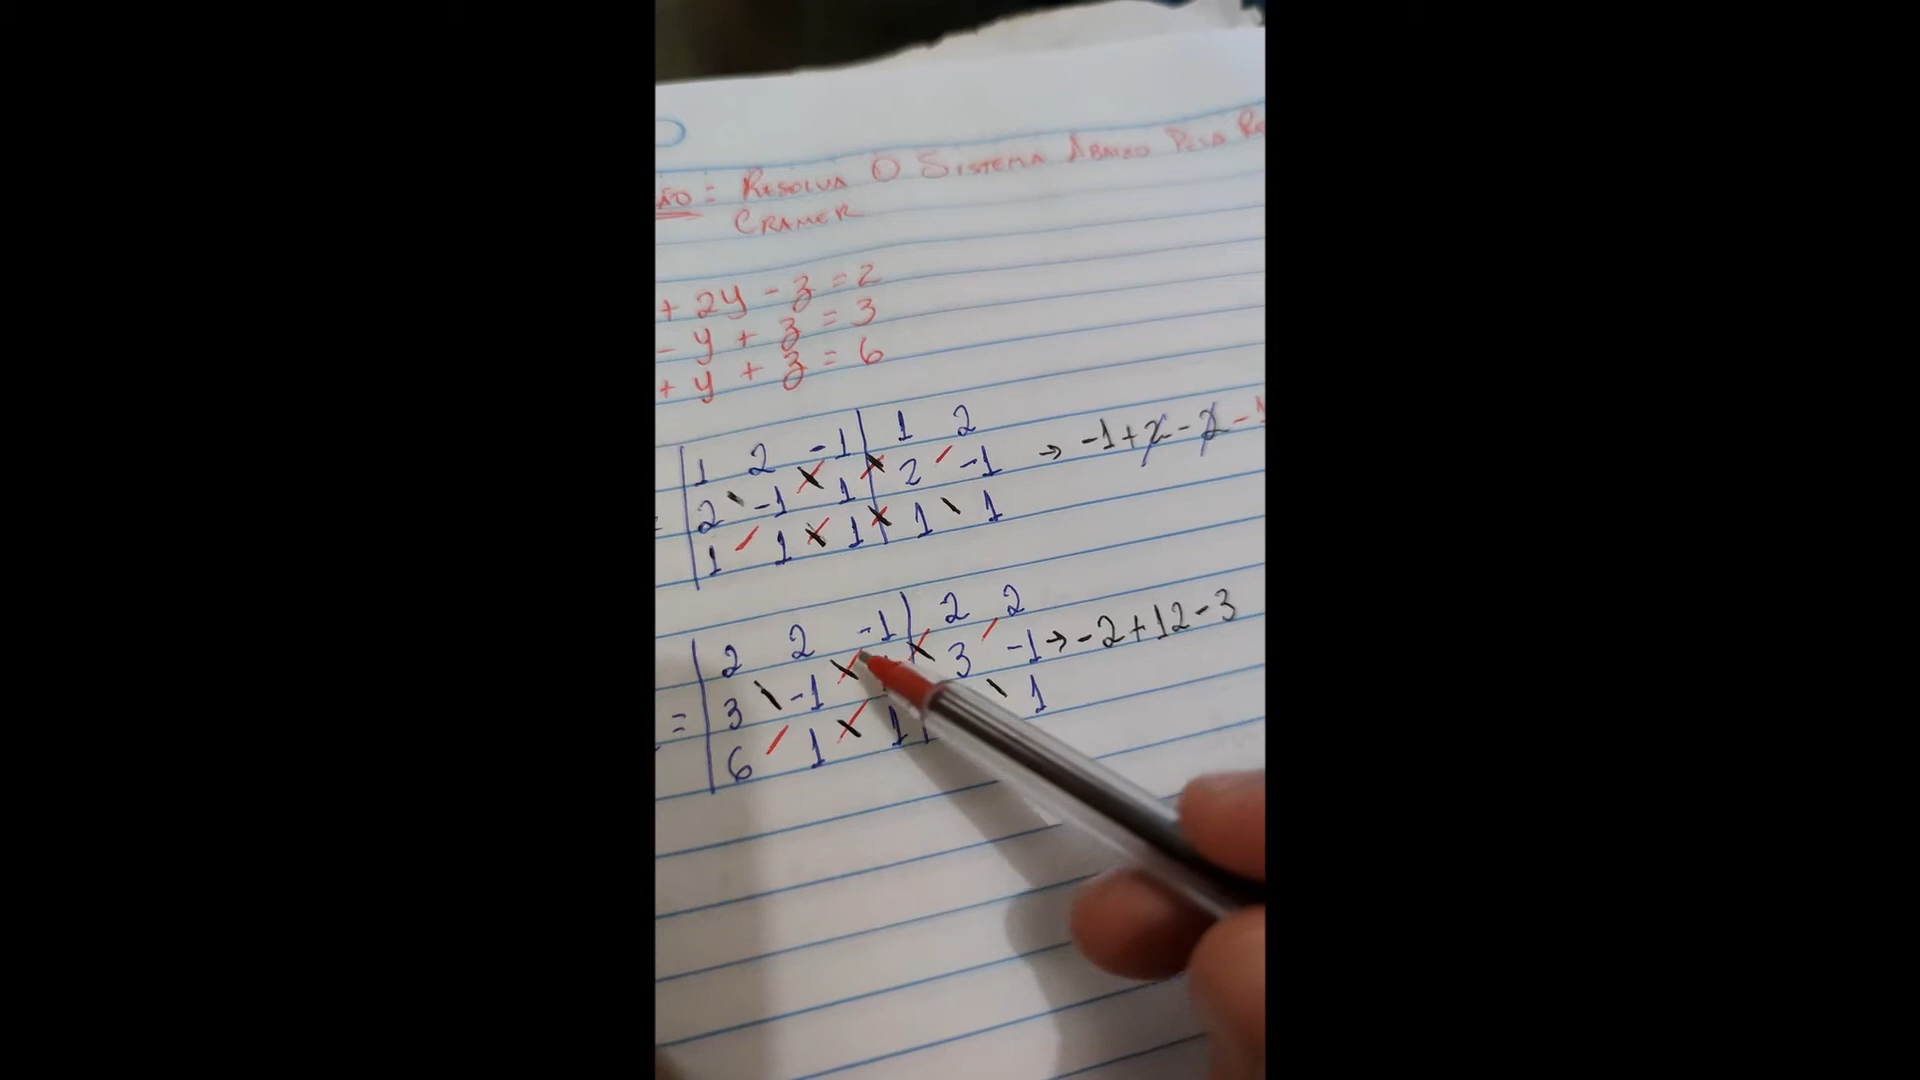 : RESOLVA O SISTEMA ABAIXO PELA
CRAMER
+ 2y - z = 2
- y + z = 3
+ y + z = 6
1 2 -1 | 1 2
= 2 -1 1 | 2 -1 → -1 + 2 - 2 -
1 1 1 | 1 1
2 2 -1 | 2 2
= 3 -1 3 -1 → -2 + 12 - 3
6 1 1 | 1